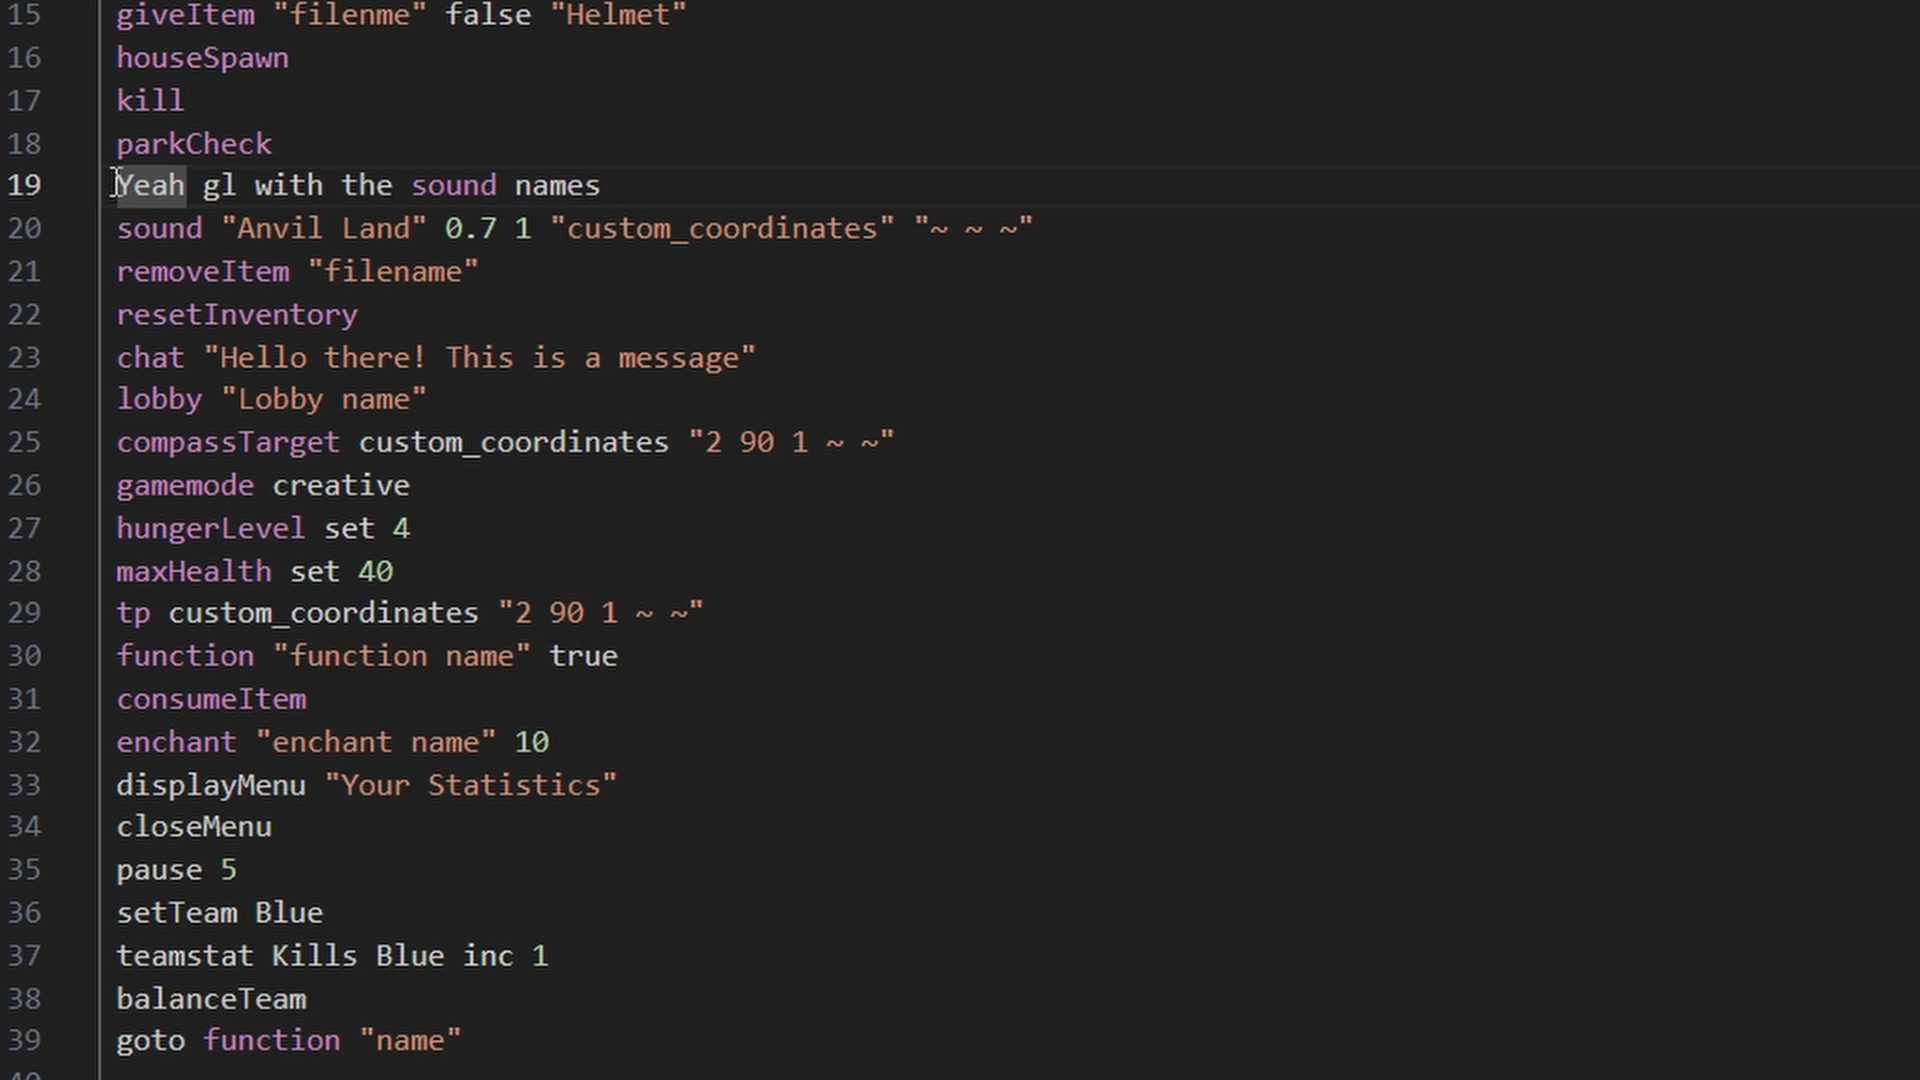 15 giveItem "filenme" false "Helmet"
16 houseSpawn
17 kill
18 parkCheck
19 Yeah gl with the sound names
20 sound "Anvil Land" 0.7 1 "custom_coordinates" "~ ~ ~"
21 removeItem "filename"
22 resetInventory
23 chat "Hello there! This is a message"
24 lobby "Lobby name"
25 compassTarget custom_coordinates "2 90 1 ~ ~"
26 gamemode creative
27 hungerLevel set 4
28 maxHealth set 40
29 tp custom_coordinates "2 90 1 ~ ~"
30 function "function name" true
31 consumeItem
32 enchant "enchant name" 10
33 displayMenu "Your Statistics"
34 closeMenu
35 pause 5
36 setTeam Blue
37 teamstat Kills Blue inc 1
38 balanceTeam
39 goto function "name"